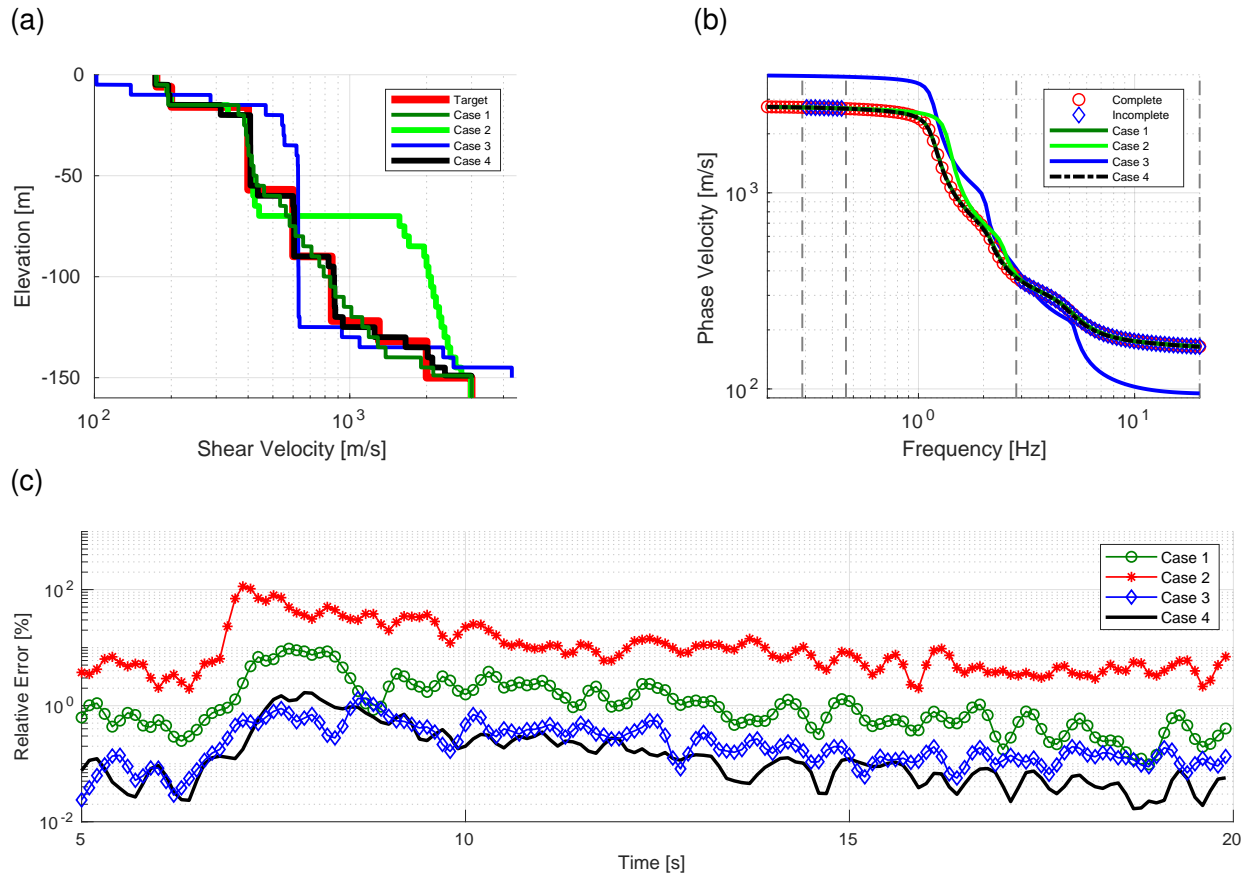 (a)
(b)
0
-50
-100
-150
10^2
10^3
Elevation [m]
Shear Velocity [m/s]
Target
Case 1
Case 2
Case 3
Case 4
10^3
10^2
10^0
10^1
Phase Velocity [m/s]
Frequency [Hz]
Complete
Incomplete
Case 1
Case 2
Case 3
Case 4
(c)
10^2
10^0
10^-2
5
10
15
20
Relative Error [%]
Time [s]
Case 1
Case 2
Case 3
Case 4